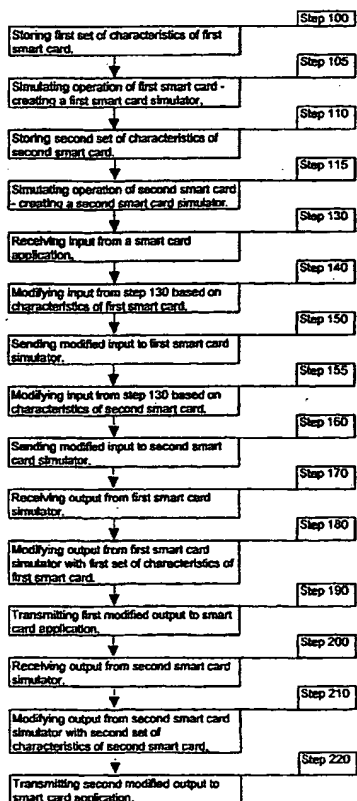 Step 100
Storing first set of characteristics of first
smart card.
Step 105
Simulating operation of first smart card -
creating a first smart card simulator.
Step 110
Storing second set of characteristics of
second smart card.
Step 115
Simulating operation of second smart card
- creating a second smart card simulator.
Step 130
Receiving input from a smart card
application.
Step 140
Modifying input from step 130 based on
characteristics of first smart card.
Step 150
Sending modified input to first smart card
simulator.
Step 155
Modifying input from step 130 based on
characteristics of second smart card.
Step 160
Sending modified input to second smart
card simulator.
Step 170
Receiving output from first smart card
simulator.
Step 180
Modifying output from first smart card
simulator with first set of characteristics of
first smart card.
Step 190
Transmitting first modified output to smart
card application.
Step 200
Receiving output from second smart card
simulator.
Step 210
Modifying output from second smart card
simulator with second set of
characteristics of second smart card.
Step 220
Transmitting second modified output to
smart card application.